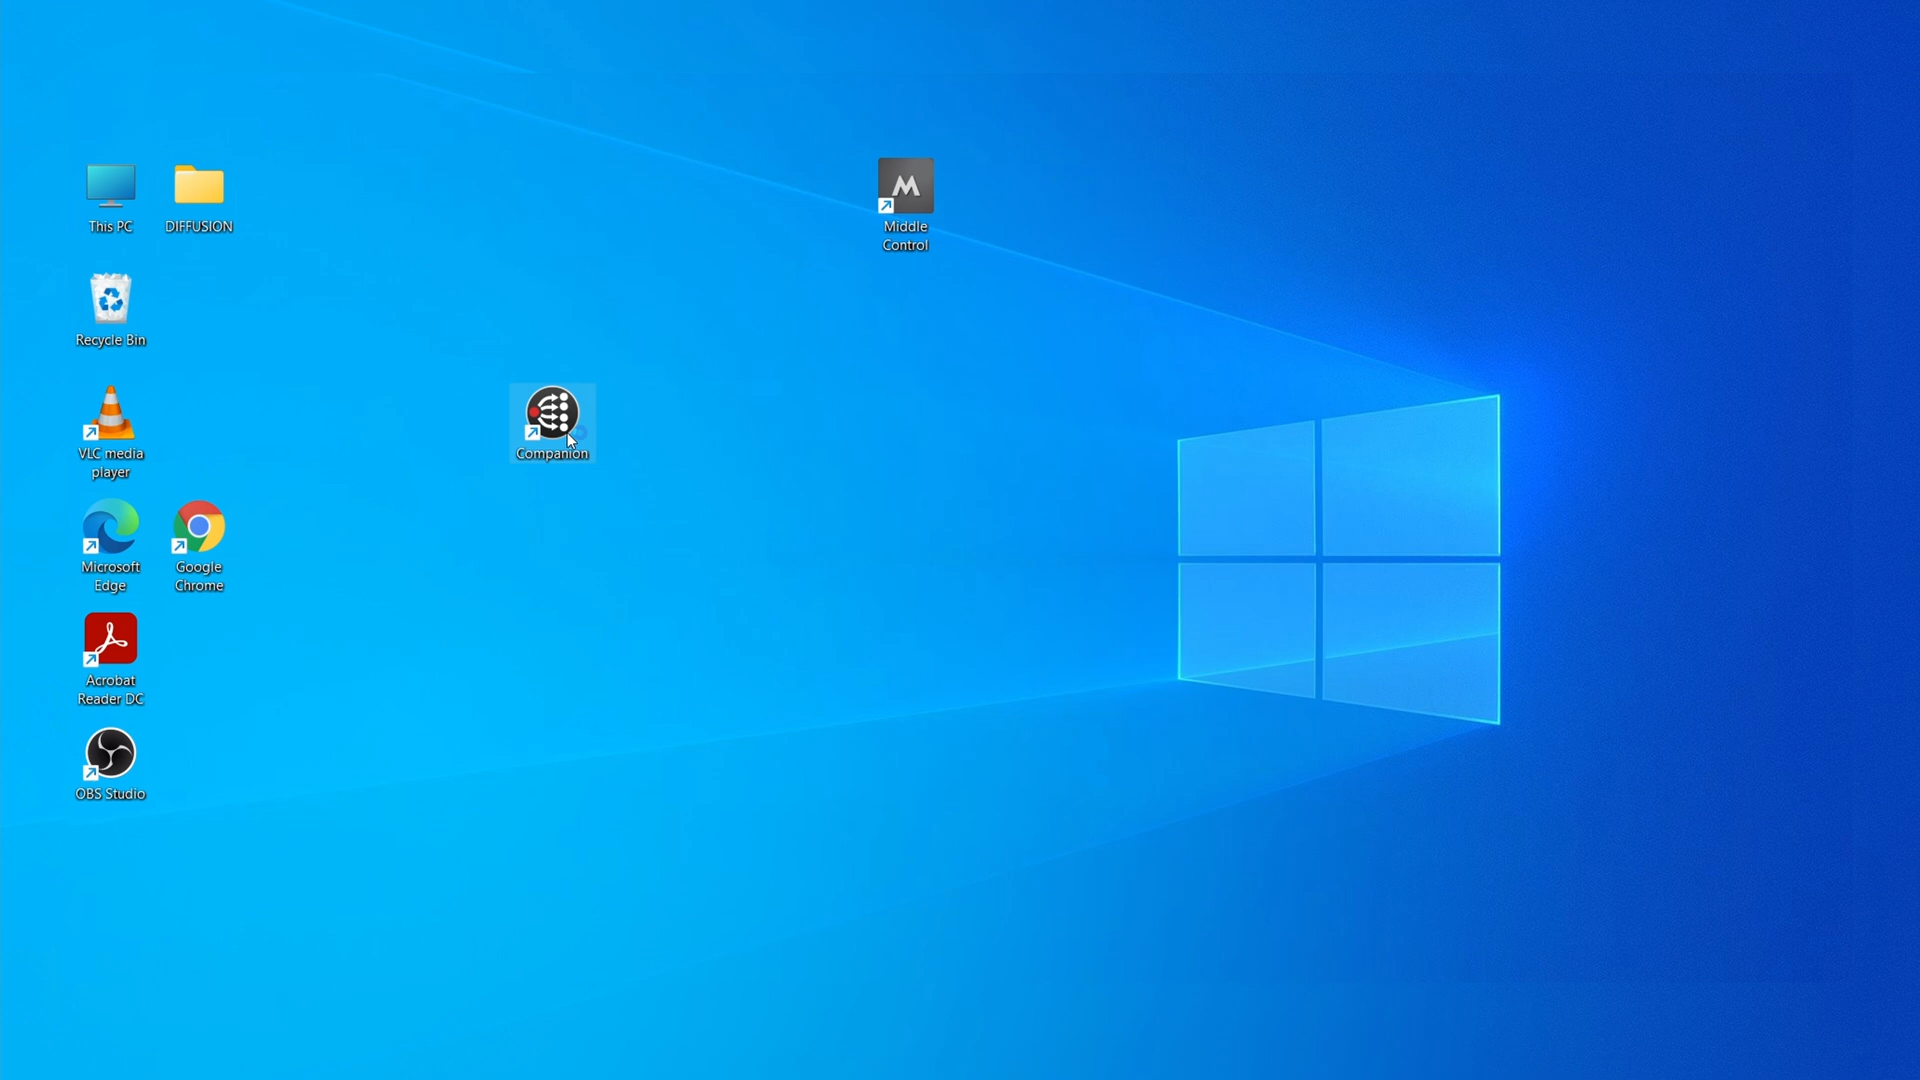 This PC
DIFFUSION
Middle
Control
Recycle Bin
VLC media
player
Companion
Microsoft
Edge
Google
Chrome
Acrobat
Reader DC
OBS Studio